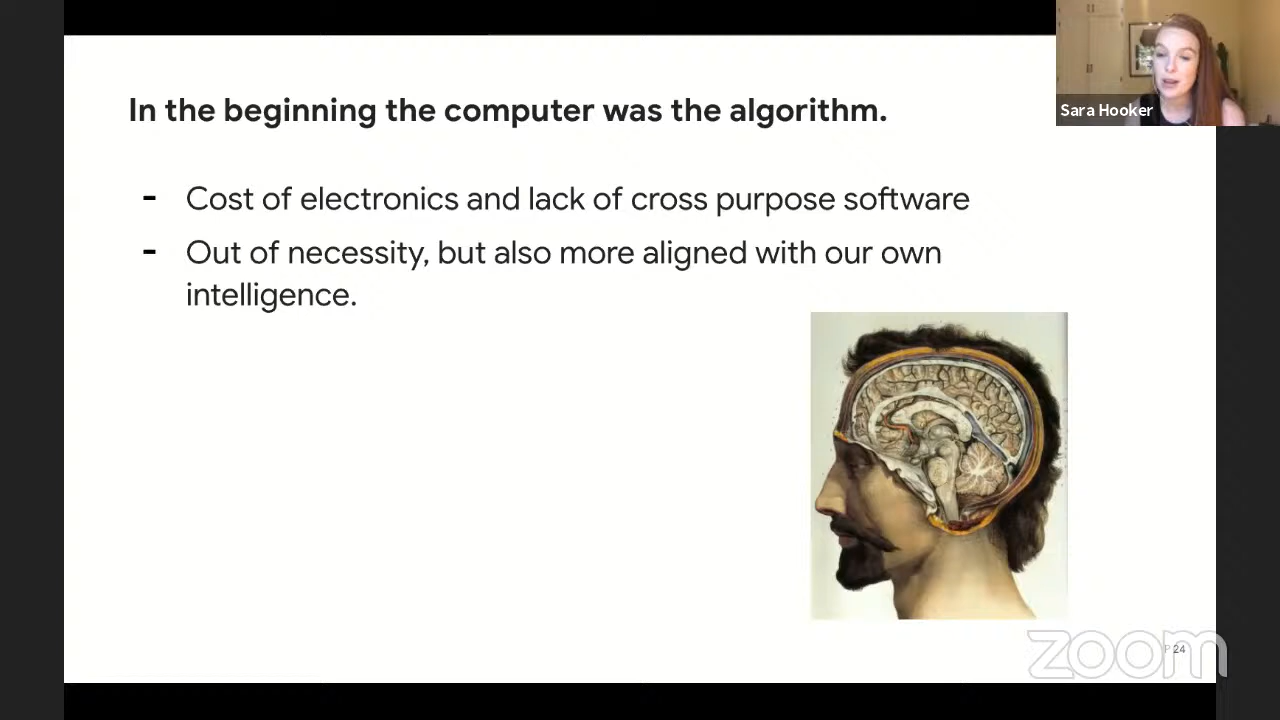 In the beginning the computer was the algorithm.
Sara Hooker
- Cost of electronics and lack of cross purpose software
- Out of necessity, but also more aligned with our own
intelligence.
zoom
P 24